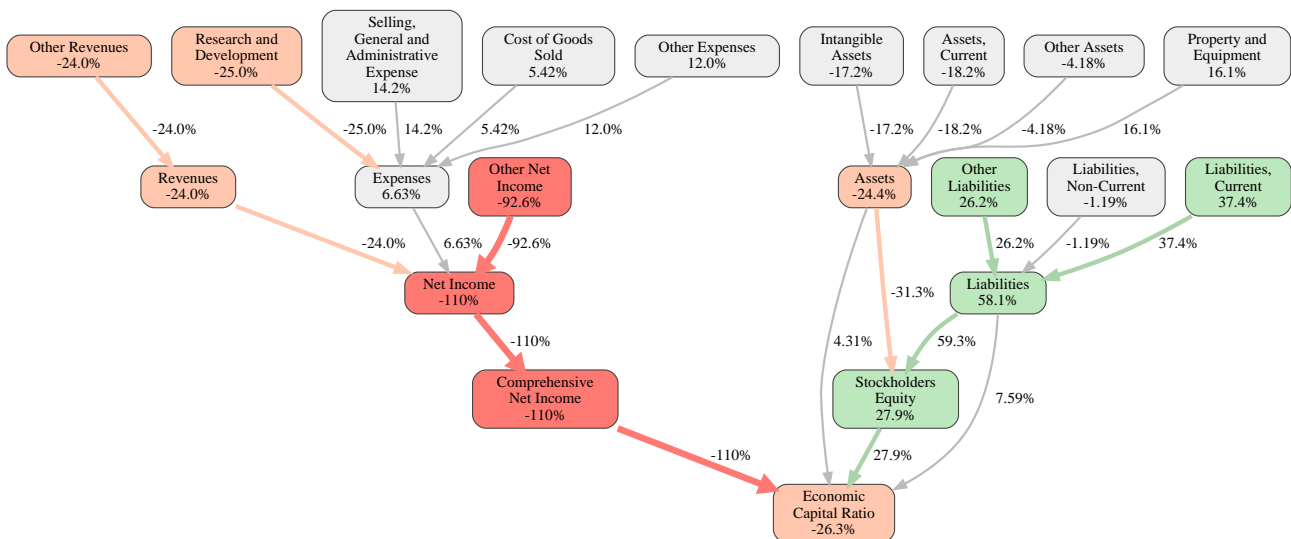 Other Revenues
-24.0%
Research and
Development
-25.0%
Selling,
General and
Administrative
Expense
14.2%
Cost of Goods
Sold
5.42%
Other Expenses
12.0%
Intangible
Assets
-17.2%
Assets,
Current
-18.2%
Other Assets
-4.18%
Property and
Equipment
16.1%
-24.0%
-25.0%
14.2%
5.42%
12.0%
-17.2%
-18.2%
-4.18%
16.1%
Revenues
-24.0%
Expenses
6.63%
Other Net
Income
-92.6%
Assets
-24.4%
Other
Liabilities
26.2%
Liabilities,
Non-Current
-1.19%
Liabilities,
Current
37.4%
-24.0%
6.63%
-92.6%
26.2%
-1.19%
37.4%
Net Income
-110%
-31.3%
Liabilities
58.1%
-110%
4.31%
59.3%
Comprehensive
Net Income
-110%
Stockholders
Equity
27.9%
7.59%
-110%
27.9%
Economic
Capital Ratio
-26.3%